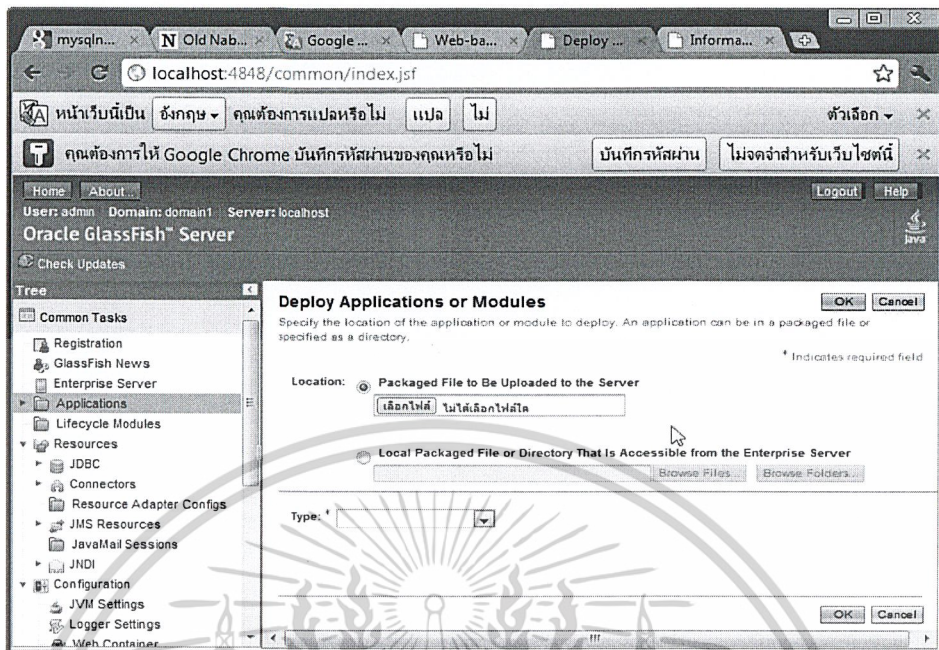 mysqln... N Old Nab... Google ... Web-ba... Deploy ... Informa...
localhost:4848/common/index.jsf
หน้าเว็บนี้เป็น อังกฤษ คุณต้องการแปลหรือไม่ แปล ไม่ ตัวเลือก
คุณต้องการให้ Google Chrome บันทึกรหัสผ่านของคุณหรือไม่ บันทึกรหัสผ่าน ไม่จดจำสำหรับเว็บไซต์นี้
Home About... Logout Help
User: admin Domain: domain1 Server: localhost
Oracle GlassFish™ Server
Java
Check Updates
Tree
Common Tasks
Registration
GlassFish News
Enterprise Server
Applications
Lifecycle Modules
Resources
JDBC
Connectors
Resource Adapter Configs
JMS Resources
JavaMail Sessions
JNDI
Configuration
JVM Settings
Logger Settings
Web Container
Deploy Applications or Modules OK Cancel
Specify the location of the application or module to deploy. An application can be in a packaged file or
specified as a directory.
* Indicates required field
Location: Packaged File to Be Uploaded to the Server
เลือกไฟล์ ไม่ได้เลือกไฟล์ใด
Local Packaged File or Directory That Is Accessible from the Enterprise Server
Browse Files... Browse Folders...
Type: *
OK Cancel